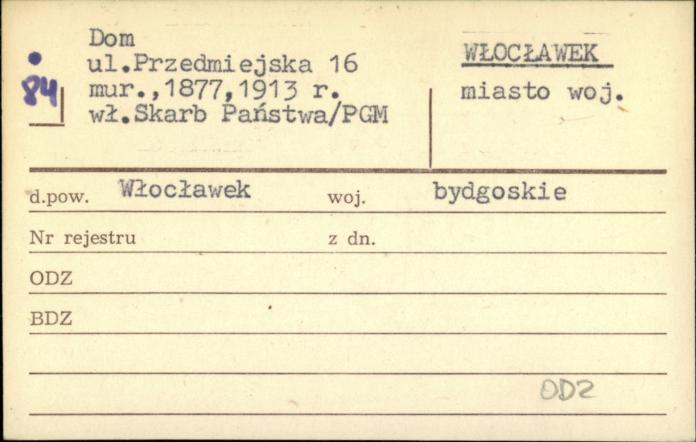 Dom
ul.Przedmiejska 16
mur.,1877,1913 r.
wł.Skarb Państwa/PGM
84
WŁOCŁAWEK
miasto woj.
d.pow. Włocławek woj. bydgoskie
Nr rejestru z dn.
ODZ
BDZ
ODZ